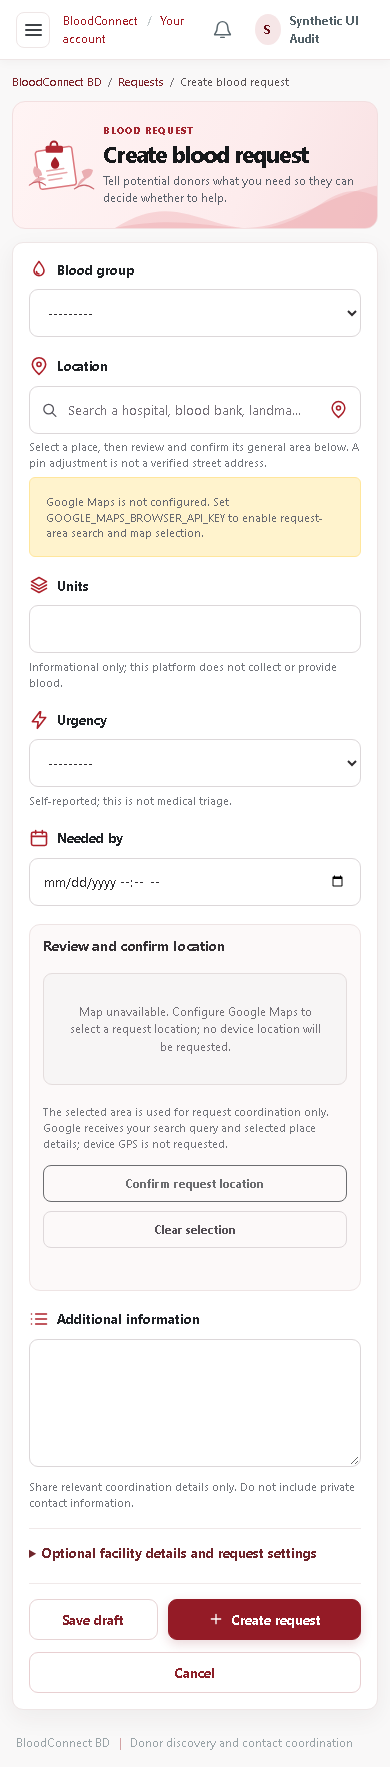 BloodConnect / Your account
S
Synthetic UI Audit
BloodConnect BD / Requests / Create blood request
BLOOD REQUEST
Create blood request
Tell potential donors what you need so they can
decide whether to help.
Blood group
---------
Location
Search a hospital, blood bank, landma...
Select a place, then review and confirm its general area below. A
pin adjustment is not a verified street address.
Google Maps is not configured. Set
GOOGLE_MAPS_BROWSER_API_KEY to enable request-
area search and map selection.
Units
Informational only; this platform does not collect or provide
blood.
Urgency
---------
Self-reported; this is not medical triage.
Needed by
mm/dd/yyyy --:-- --
Review and confirm location
Map unavailable. Configure Google Maps to
select a request location; no device location will
be requested.
The selected area is used for request coordination only.
Google receives your search query and selected place
details; device GPS is not requested.
Confirm request location
Clear selection
Additional information
Share relevant coordination details only. Do not include private
contact information.
Optional facility details and request settings
Save draft
Create request
Cancel
BloodConnect BD | Donor discovery and contact coordination